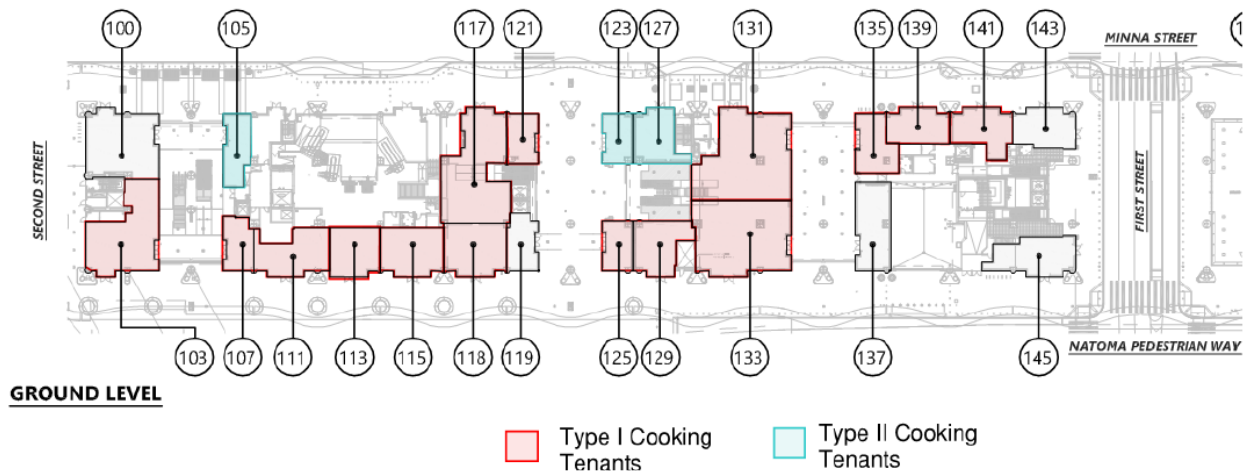 100 105 117 121 123 127 131 135 139 141 143 1
MINNA STREET
SECOND STREET
FIRST STREET
103 107 111 113 115 118 119 125 129 133 137 145
NATOMA PEDESTRIAN WAY
GROUND LEVEL
Type I Cooking
Tenants
Type II Cooking
Tenants